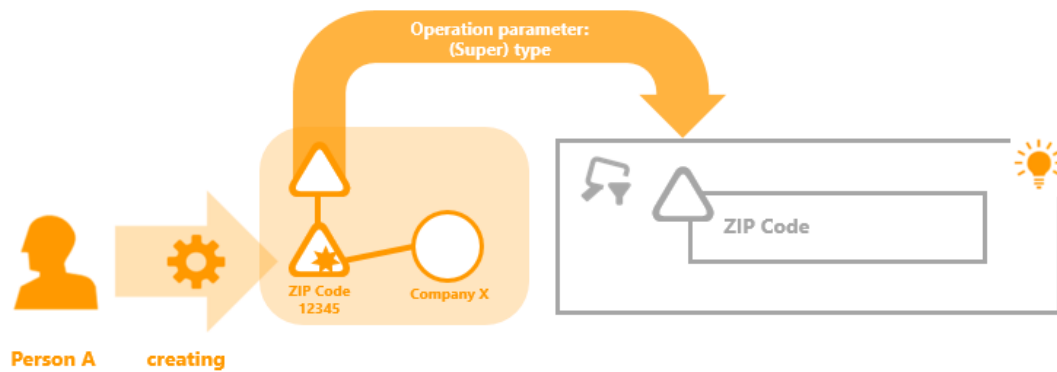 Operation parameter:
(Super) type
ZIP Code
ZIP Code
12345
Company X
Person A
creating